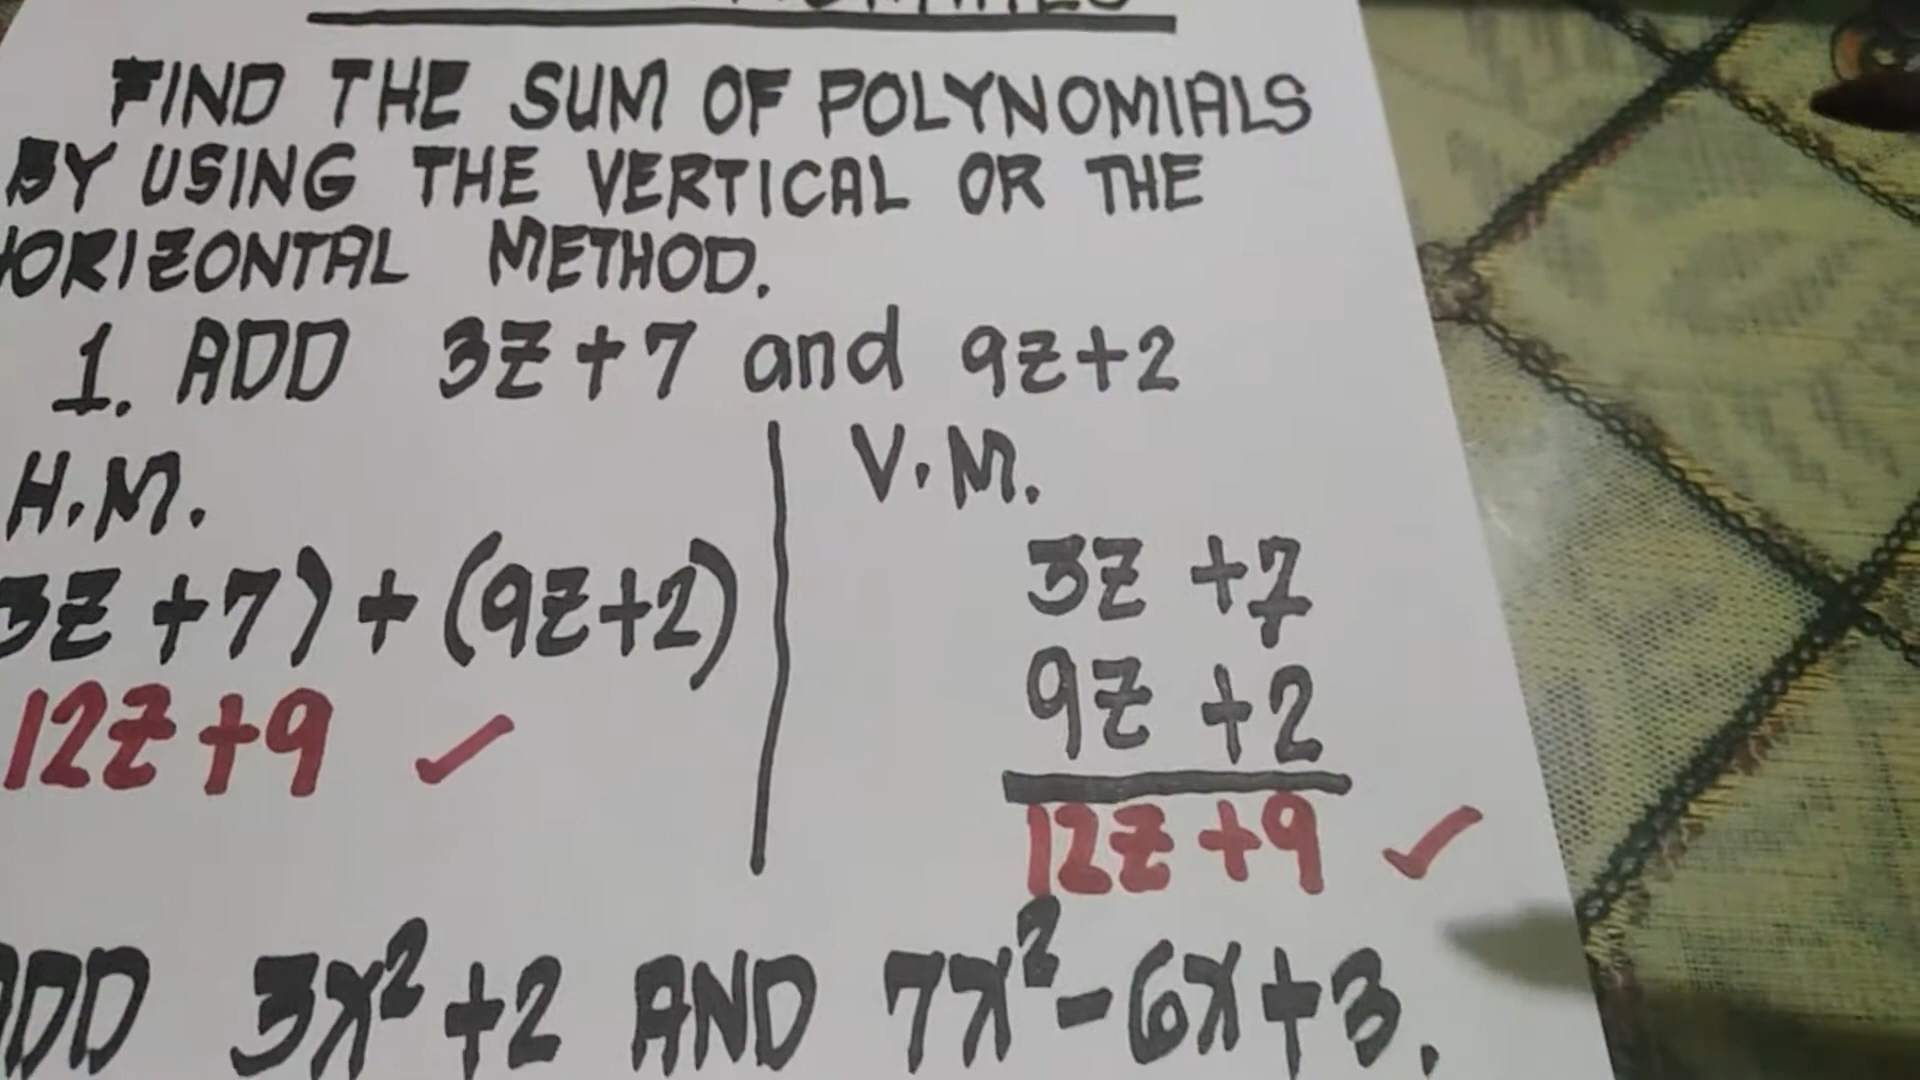 FIND THE SUM OF POLYNOMIALS
BY USING THE VERTICAL OR THE
HORIZONTAL METHOD.
1. ADD 3Z+7 and 9Z+2
H.M.
3Z+7)+(9Z+2)
12Z+9 ✓
V.M.
3Z +7
9Z +2
12Z +9 ✓
ADD 3x²+2 AND 7x²-6x+3.